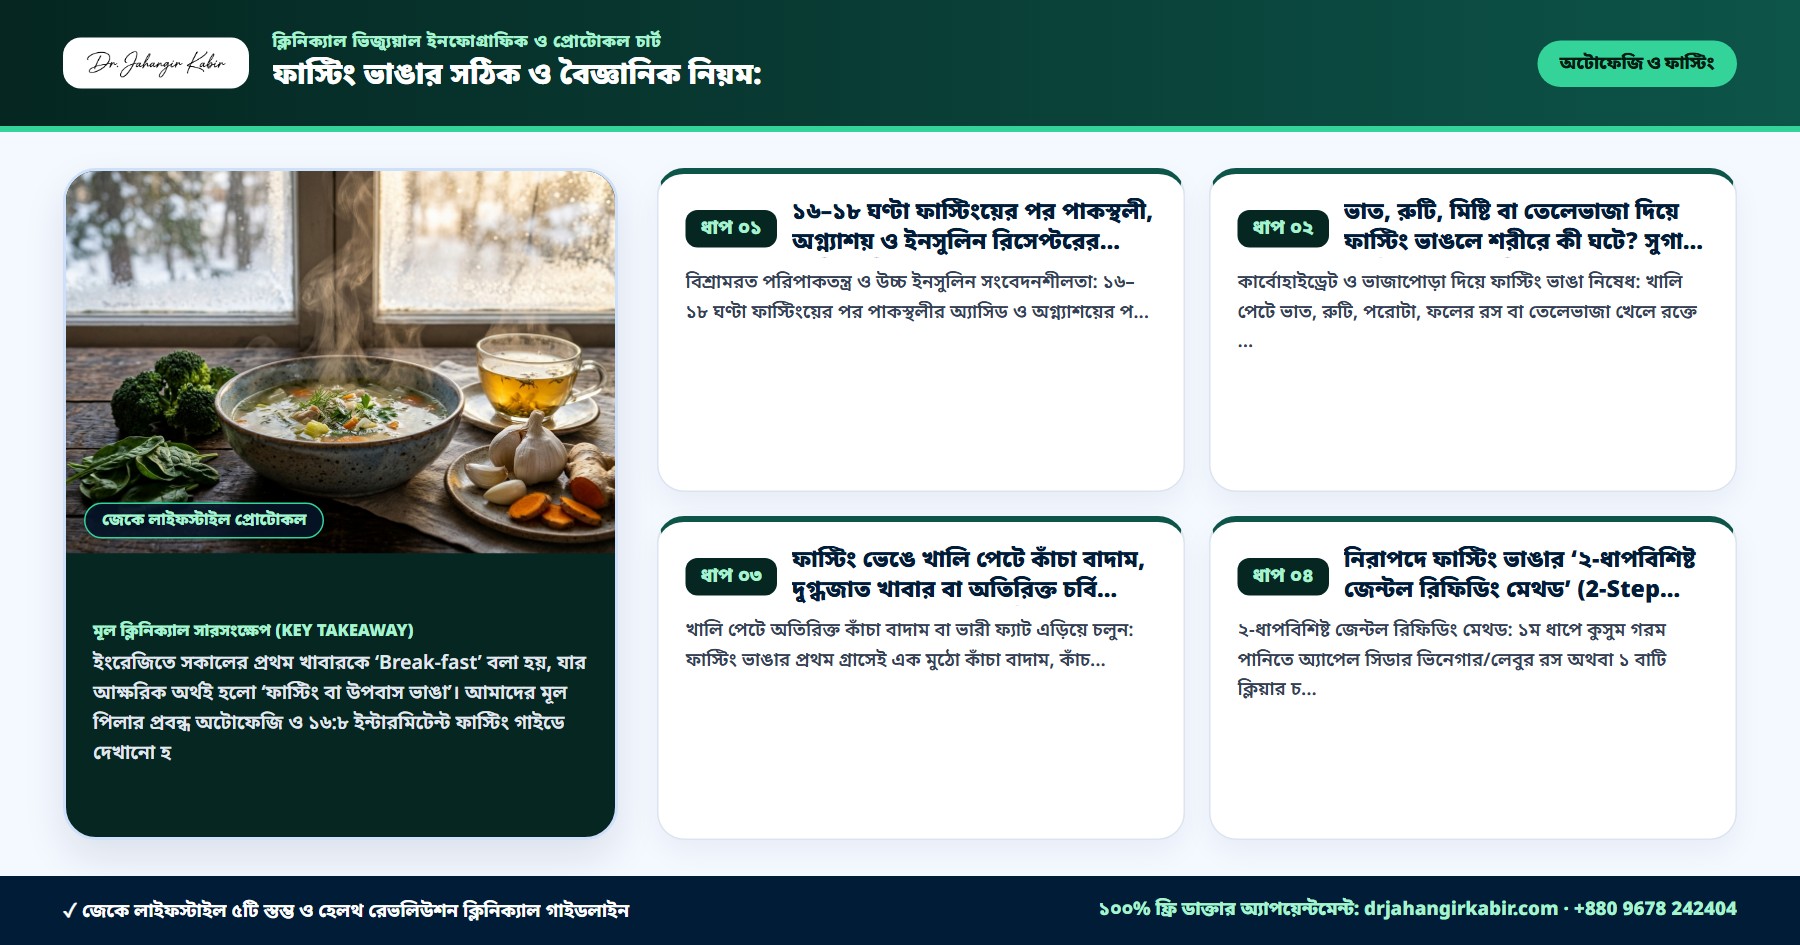 Dr. Jahangir Kabir
ক্লিনিক্যাল ভিজ্যুয়াল ইনফোগ্রাফিক ও প্রোটোকল চার্ট
ফাস্টিং ভাঙার সঠিক ও বৈজ্ঞানিক নিয়ম:
অটোফেজি ও ফাস্টিং
জেকে লাইফস্টাইল প্রোটোকল
মূল ক্লিনিক্যাল সারসংক্ষেপ (KEY TAKEAWAY)
ইংরেজিতে সকালের প্রথম খাবারকে ‘Break-fast’ বলা হয়, যার
আক্ষরিক অর্থই হলো ‘ফাস্টিং বা উপবাস ভাঙা’। আমাদের মূল
পিলার প্রবন্ধ অটোফেজি ও ১৬:৮ ইন্টারমিটেন্ট ফাস্টিং গাইডে
দেখানো হ
ধাপ ০১
১৬–১৮ ঘণ্টা ফাস্টিংয়ের পর পাকস্থলী,
অগ্ন্যাশয় ও ইনসুলিন রিসেপ্টরের...
বিশ্রামরত পরিপাকতন্ত্র ও উচ্চ ইনসুলিন সংবেদনশীলতা: ১৬–
১৮ ঘণ্টা ফাস্টিংয়ের পর পাকস্থলীর অ্যাসিড ও অগ্ন্যাশয়ের প...
ধাপ ০২
ভাত, রুটি, মিষ্টি বা তেলেভাজা দিয়ে
ফাস্টিং ভাঙলে শরীরে কী ঘটে? সুগা...
কার্বোহাইড্রেট ও ভাজাপোড়া দিয়ে ফাস্টিং ভাঙা নিষেধ: খালি
পেটে ভাত, রুটি, পরোটা, ফলের রস বা তেলেভাজা খেলে রক্তে
...
ধাপ ০৩
ফাস্টিং ভেঙে খালি পেটে কাঁচা বাদাম,
দুগ্ধজাত খাবার বা অতিরিক্ত চর্বি...
খালি পেটে অতিরিক্ত কাঁচা বাদাম বা ভারী ফ্যাট এড়িয়ে চলুন:
ফাস্টিং ভাঙার প্রথম গ্রাসেই এক মুঠো কাঁচা বাদাম, কাঁচ...
ধাপ ০৪
নিরাপদে ফাস্টিং ভাঙার ‘২-ধাপবিশিষ্ট
জেন্টল রিফিডিং মেথড’ (2-Step...
২-ধাপবিশিষ্ট জেন্টল রিফিডিং মেথড: ১ম ধাপে কুসুম গরম
পানিতে অ্যাপেল সিডার ভিনেগার/লেবুর রস অথবা ১ বাটি
ক্লিয়ার চ...
✓ জেকে লাইফস্টাইল ৫টি স্তম্ভ ও হেলথ রেভলিউশন ক্লিনিক্যাল গাইডলাইন
১০০% ফ্রি ডাক্তার অ্যাপয়েন্টমেন্ট: drjahangirkabir.com · +880 9678 242404